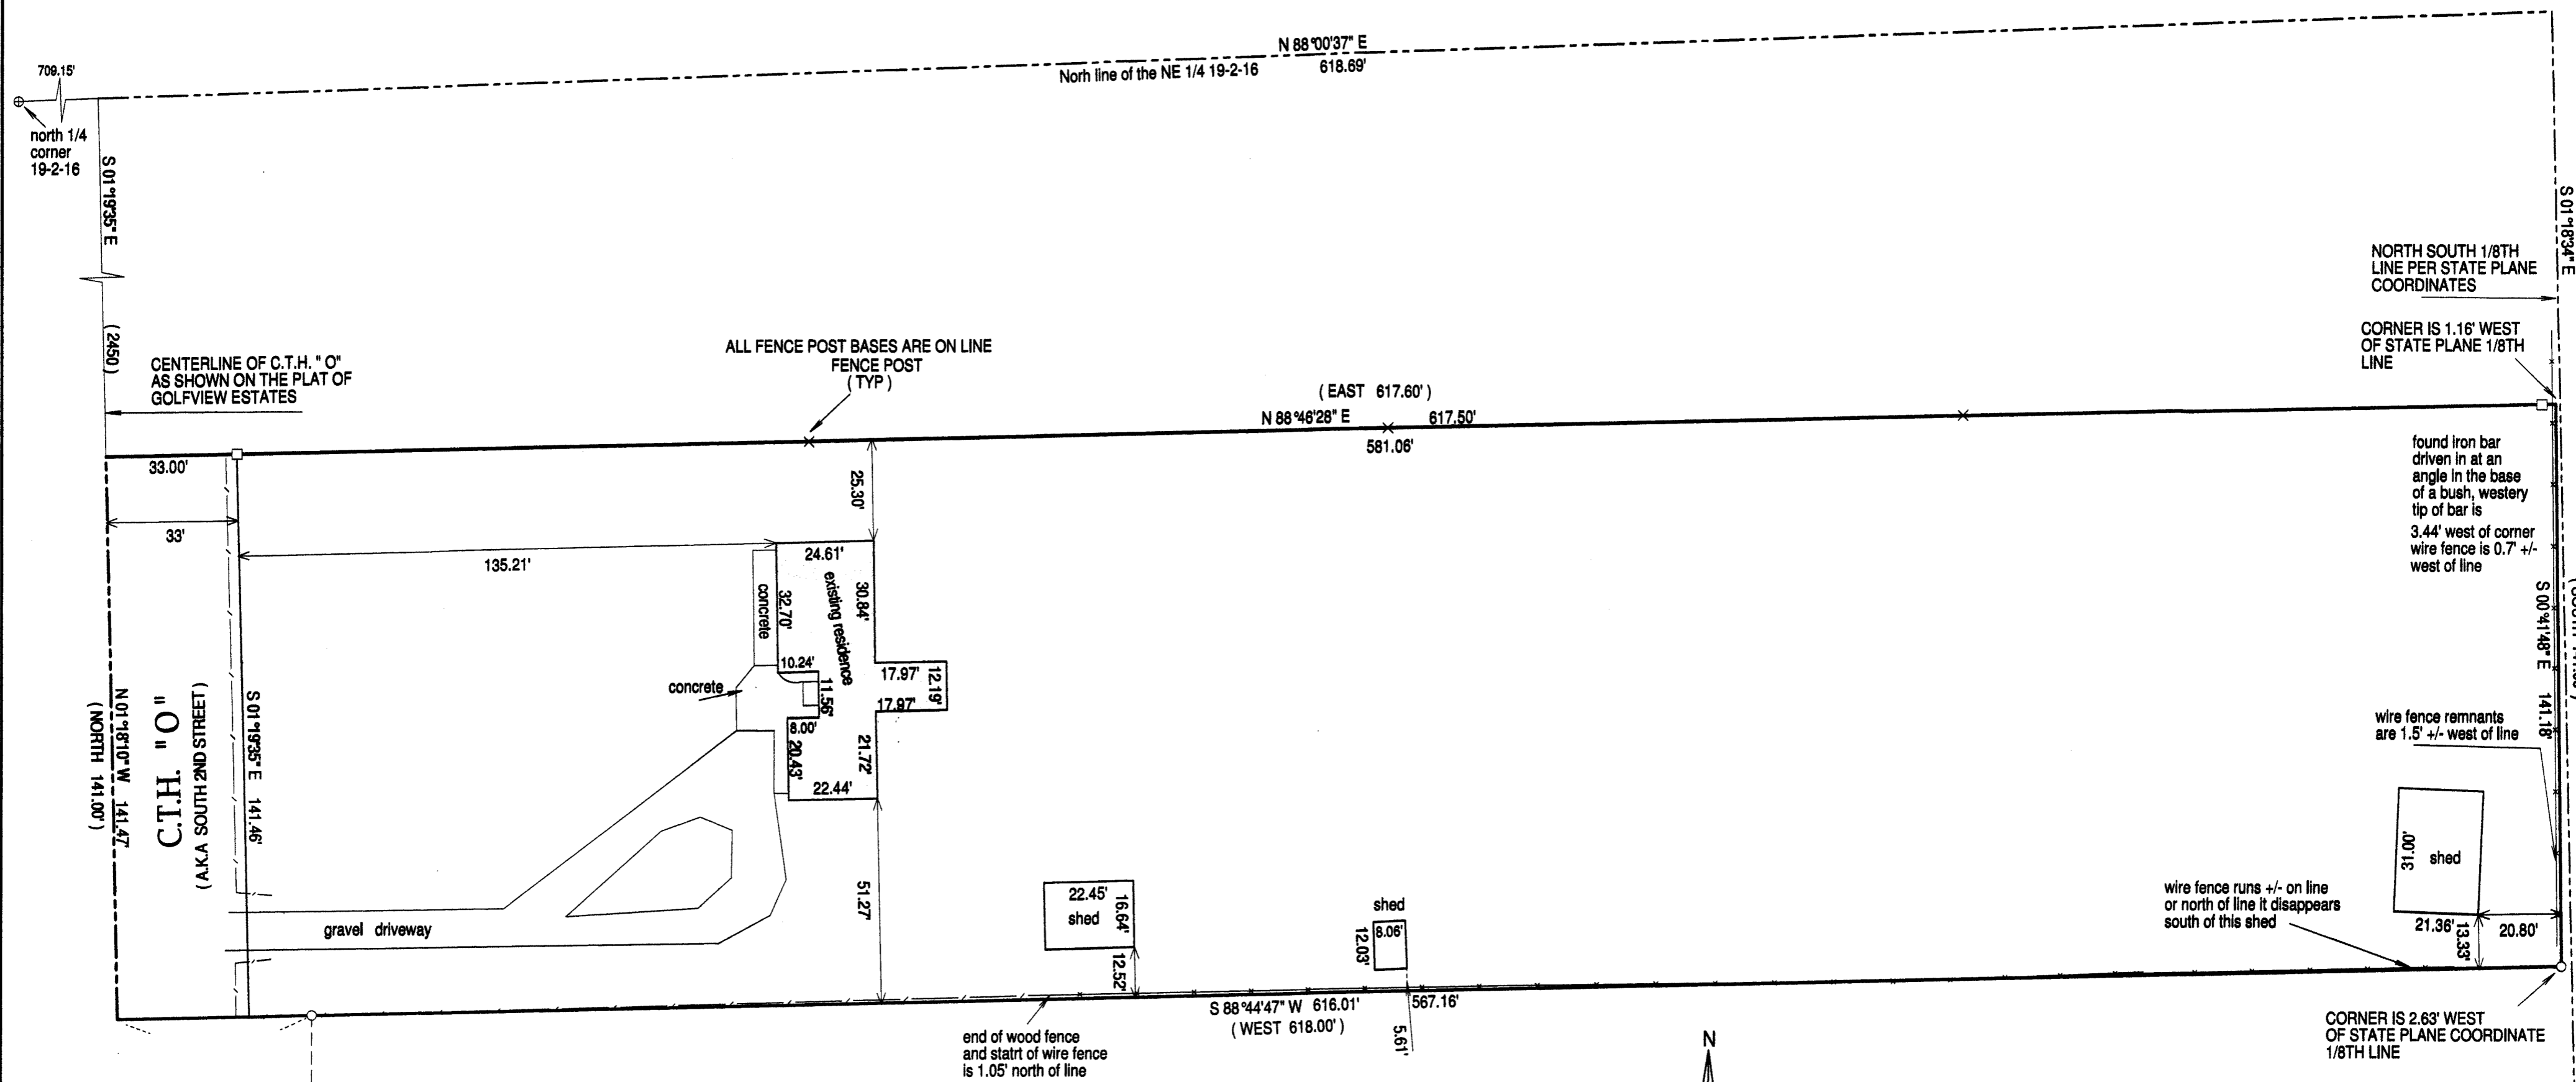 N 88°00'37" E
Norh line of the NE 1/4 19-2-16
618.69'
709.15'
north 1/4
corner
19-2-16
S 01°19'35" E
(2450)
S 01°18'34" E
NORTH SOUTH 1/8TH
LINE PER STATE PLANE
COORDINATES
CORNER IS 1.16' WEST
OF STATE PLANE 1/8TH
LINE
CENTERLINE OF C.T.H. " O"
AS SHOWN ON THE PLAT OF
GOLFVIEW ESTATES
ALL FENCE POST BASES ARE ON LINE
FENCE POST
( TYP )
( EAST 617.60' )
N 88°46'28" E 617.50'
581.06'
33.00'
33'
135.21'
25.30'
24.61'
existing residence
30.84'
32.70'
concrete
10.24'
11.56'
17.97'
12.19'
17.97'
concrete
8.00'
20.43'
21.72'
22.44'
51.27'
found iron bar
driven in at an
angle in the base
of a bush, westery
tip of bar is
3.44' west of corner
wire fence is 0.7' +/-
west of line
S 00°41'48" E 141.18'
wire fence remnants
are 1.5' +/- west of line
N 01°18'10" W 141.47'
( NORTH 141.00' )
C.T.H. "O"
( A.K.A SOUTH 2ND STREET )
S 01°19'35" E 141.46'
gravel driveway
22.45'
shed
16.64'
12.52'
shed
8.06'
12.03'
31.00'
shed
21.36'
13.33'
20.80'
wire fence runs +/- on line
or north of line it disappears
south of this shed
S 88°44'47" W 616.01'
( WEST 618.00' )
567.16'
5.61'
end of wood fence
and statrt of wire fence
is 1.05' north of line
N
CORNER IS 2.63' WEST
OF STATE PLANE COORDINATE
1/8TH LINE